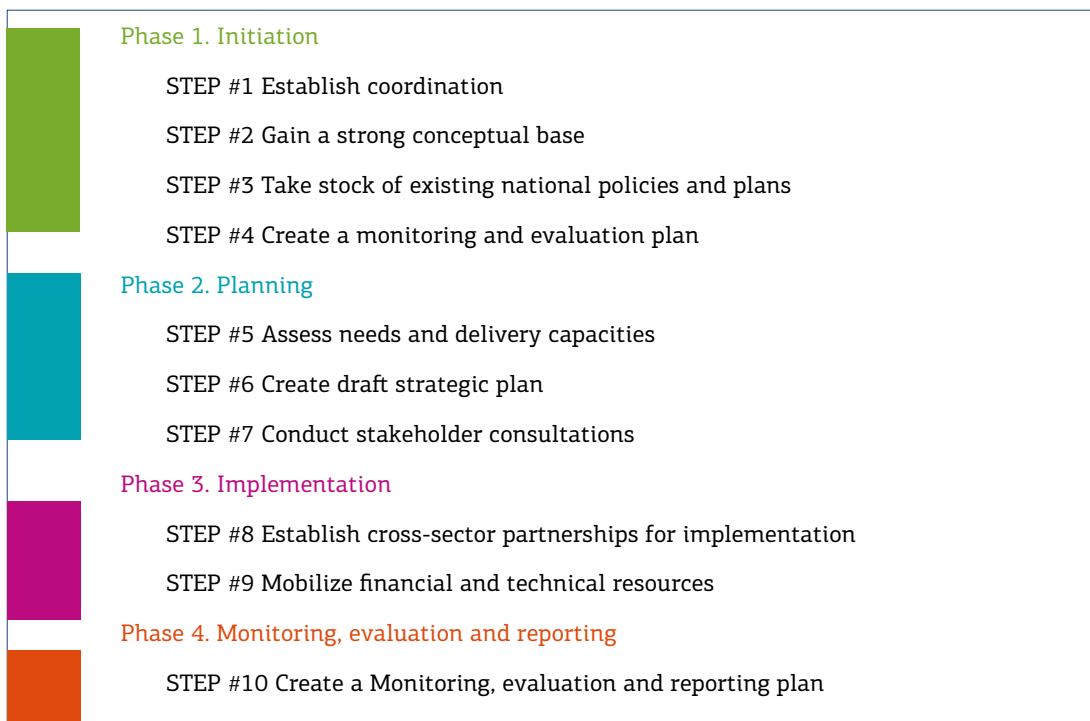 Phase 1. Initiation
STEP #1 Establish coordination
STEP #2 Gain a strong conceptual base
STEP #3 Take stock of existing national policies and plans
STEP #4 Create a monitoring and evaluation plan
Phase 2. Planning
STEP #5 Assess needs and delivery capacities
STEP #6 Create draft strategic plan
STEP #7 Conduct stakeholder consultations
Phase 3. Implementation
STEP #8 Establish cross-sector partnerships for implementation
STEP #9 Mobilize financial and technical resources
Phase 4. Monitoring, evaluation and reporting
STEP #10 Create a Monitoring, evaluation and reporting plan